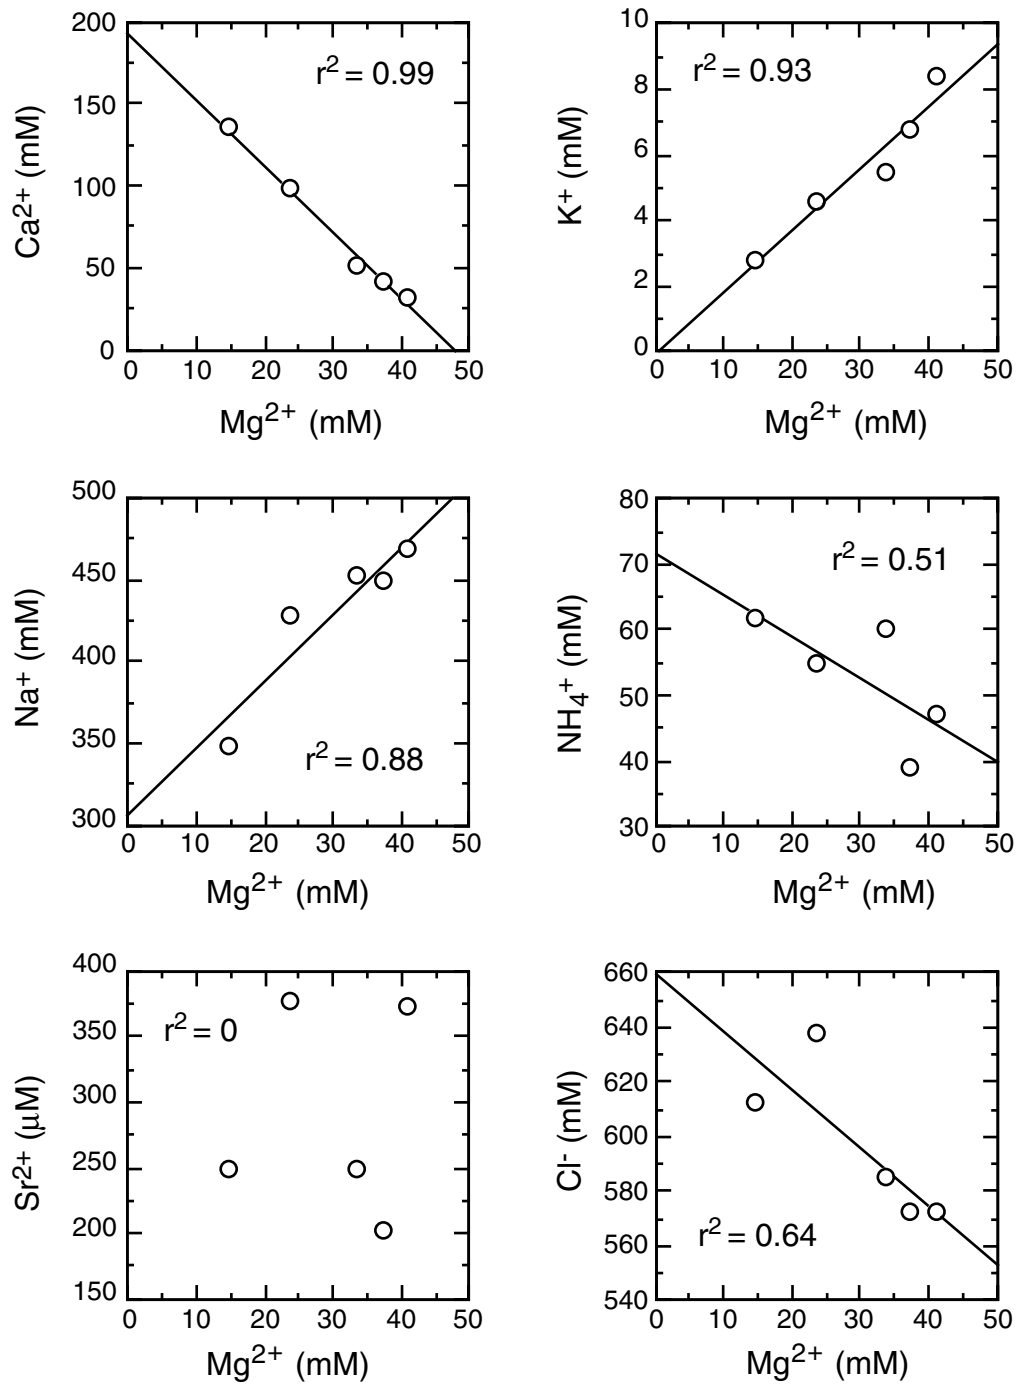 200
150
100
50
0
Ca²⁺ (mM)
r² = 0.99
0 10 20 30 40 50
Mg²⁺ (mM)
10
8
6
4
2
0
K⁺ (mM)
r² = 0.93
0 10 20 30 40 50
Mg²⁺ (mM)
500
450
400
350
300
Na⁺ (mM)
r² = 0.88
0 10 20 30 40 50
Mg²⁺ (mM)
80
70
60
50
40
30
NH₄⁺ (mM)
r² = 0.51
0 10 20 30 40 50
Mg²⁺ (mM)
400
350
300
250
200
150
Sr²⁺ (μM)
r² = 0
0 10 20 30 40 50
Mg²⁺ (mM)
660
640
620
600
580
560
540
Cl⁻ (mM)
r² = 0.64
0 10 20 30 40 50
Mg²⁺ (mM)